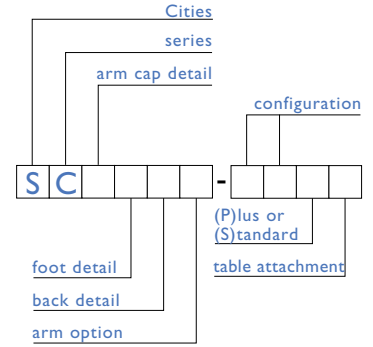 Cities
series
arm cap detail
configuration
S C -
(P)lus or
(S)tandard
foot detail
table attachment
back detail
arm option